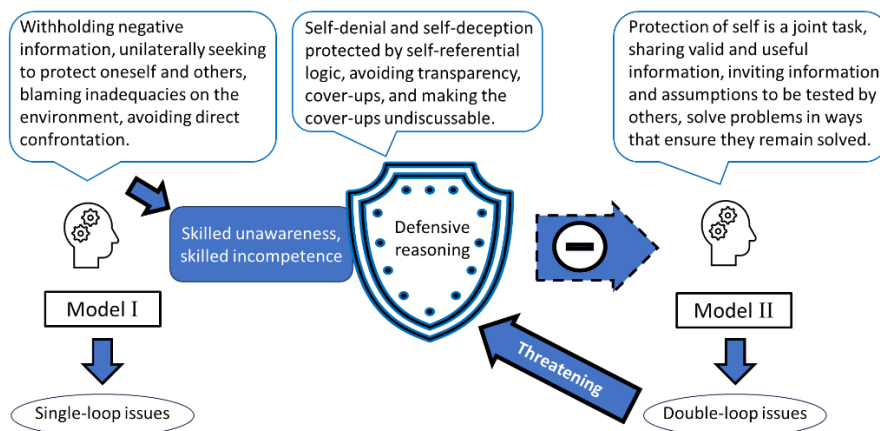 Withholding negative
information, unilaterally seeking
to protect oneself and others,
blaming inadequacies on the
environment, avoiding direct
confrontation.
Self-denial and self-deception
protected by self-referential
logic, avoiding transparency,
cover-ups, and making the
cover-ups undiscussable.
Protection of self is a joint task,
sharing valid and useful
information, inviting information
and assumptions to be tested by
others, solve problems in ways
that ensure they remain solved.
Skilled unawareness,
skilled incompetence
Defensive
reasoning
Model I
Model II
Threatening
Single-loop issues
Double-loop issues